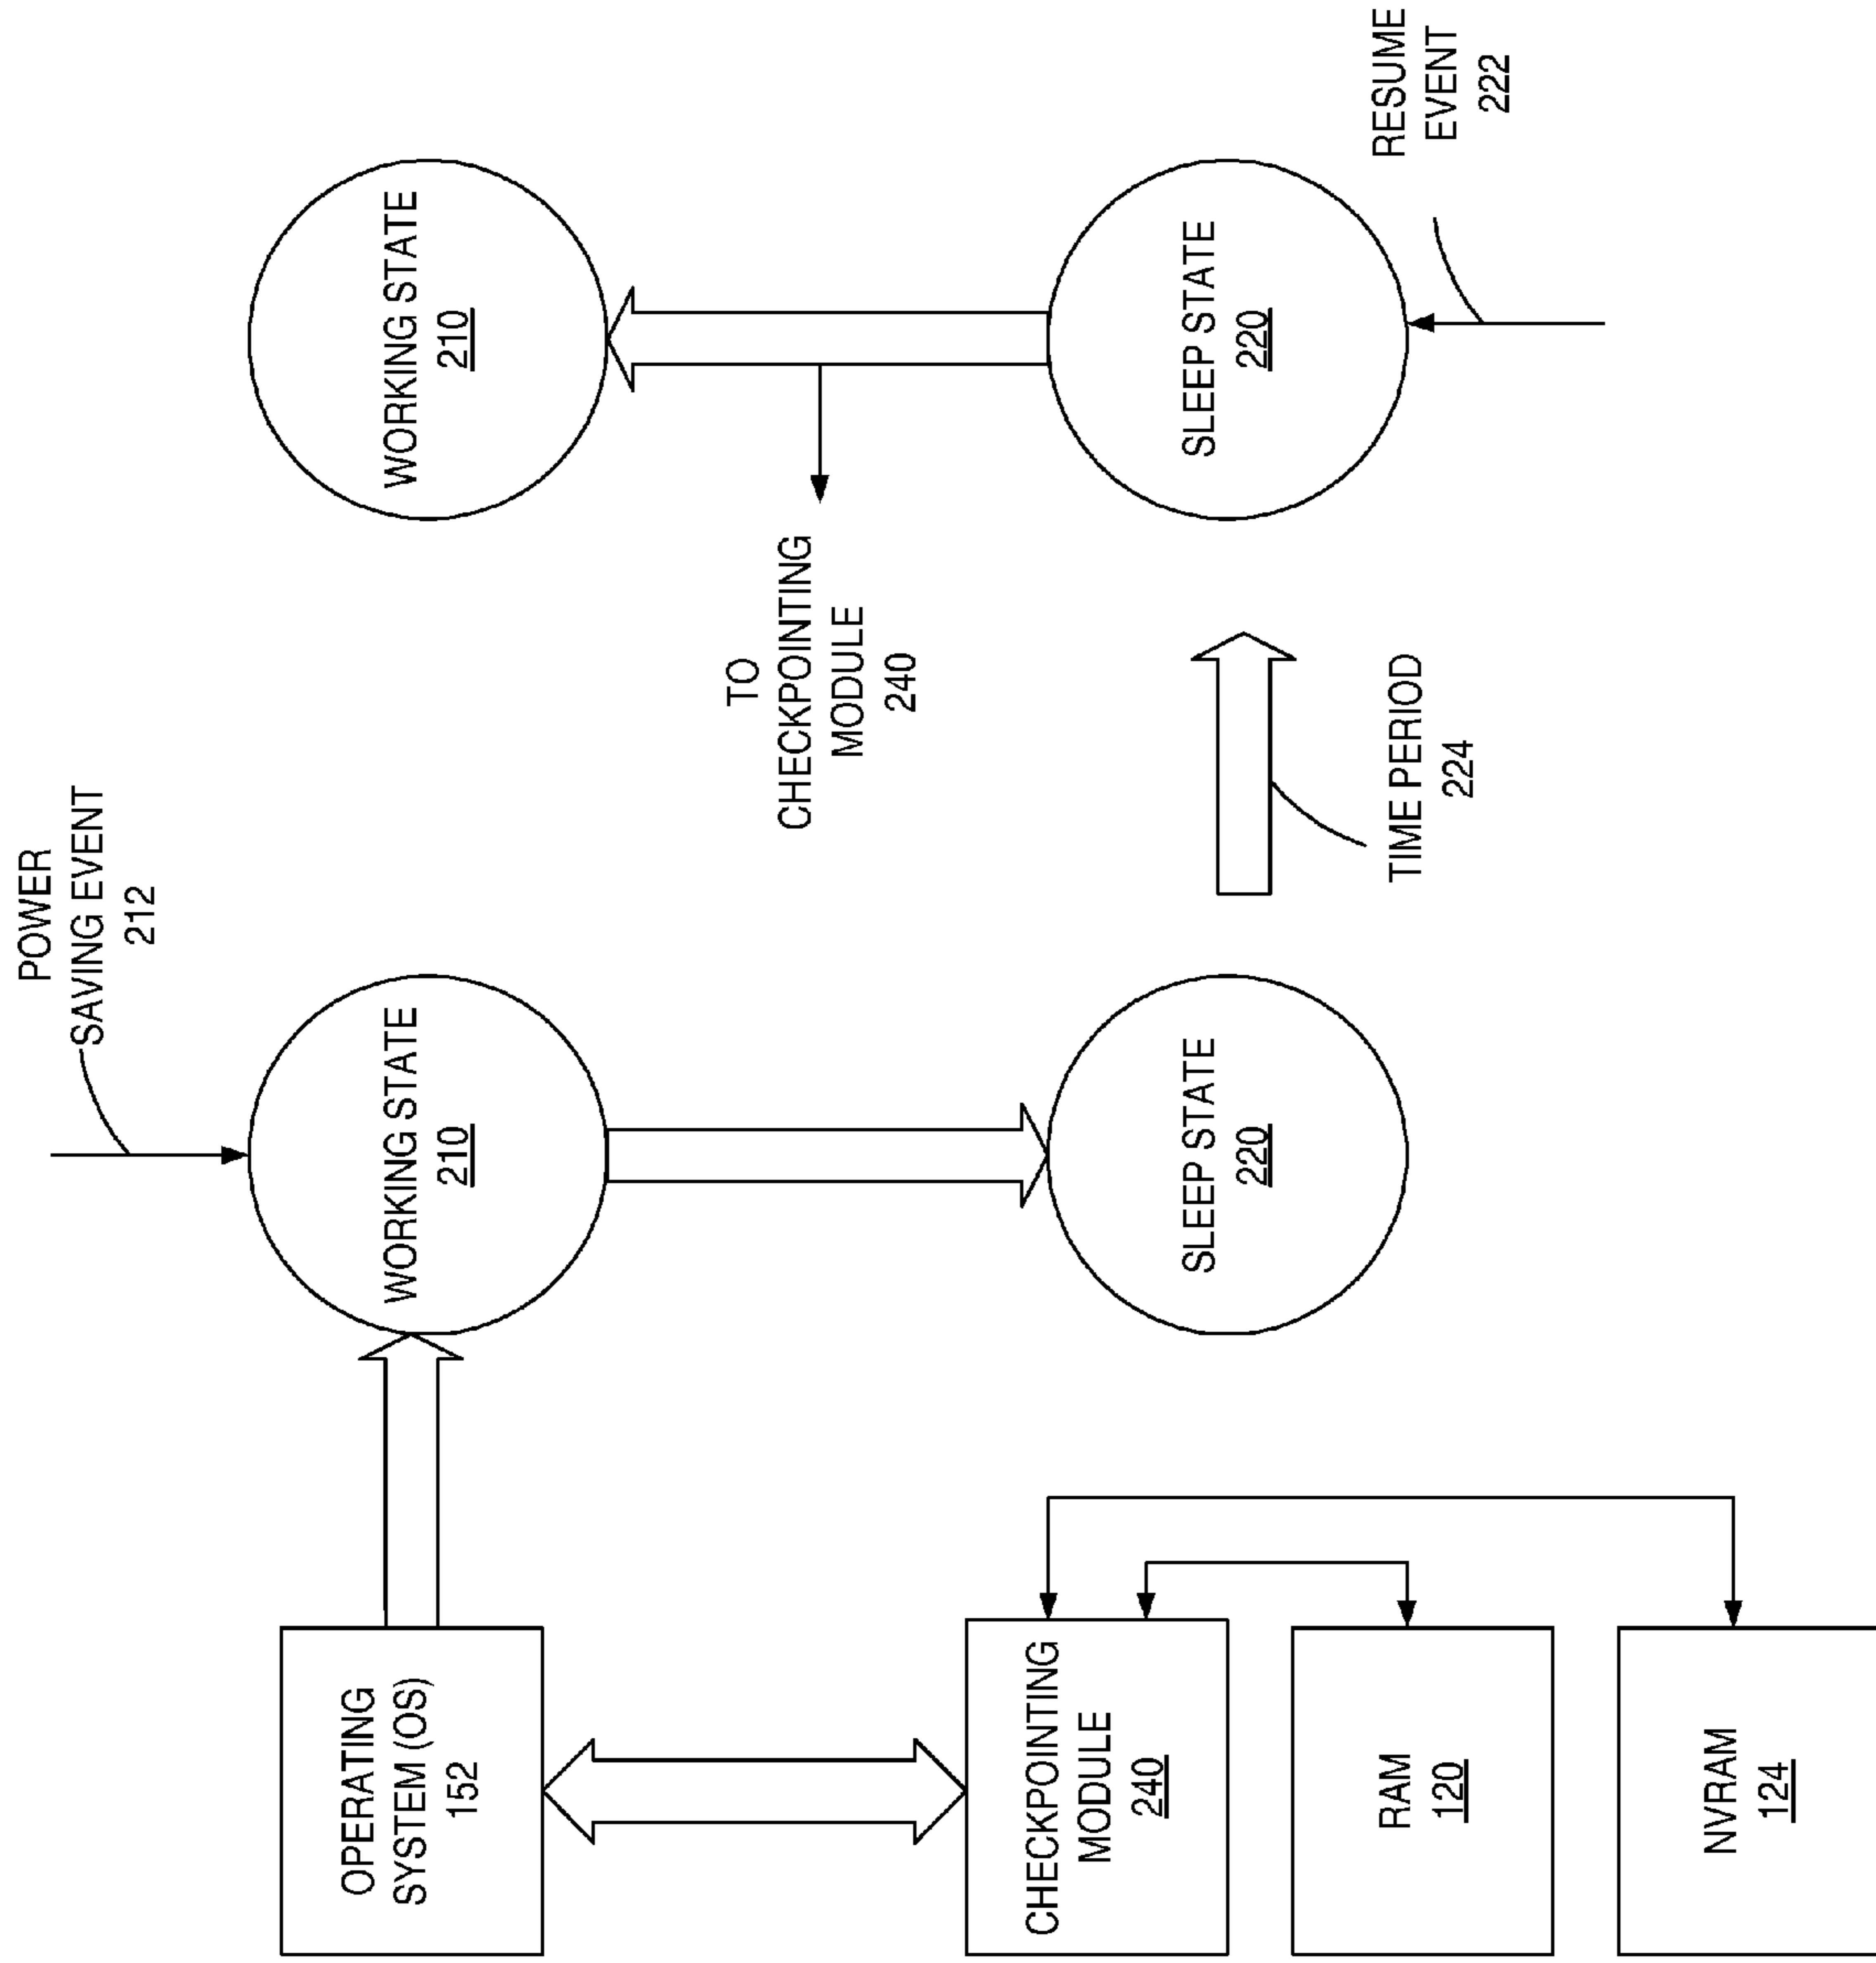 OPERATING
SYSTEM (OS)
152
CHECKPOINTING
MODULE
240
RAM
120
NVRAM
124
POWER
SAVING EVENT
212
WORKING STATE
210
SLEEP STATE
220
TIME PERIOD
224
TO
CHECKPOINTING
MODULE
240
WORKING STATE
210
SLEEP STATE
220
RESUME
EVENT
222